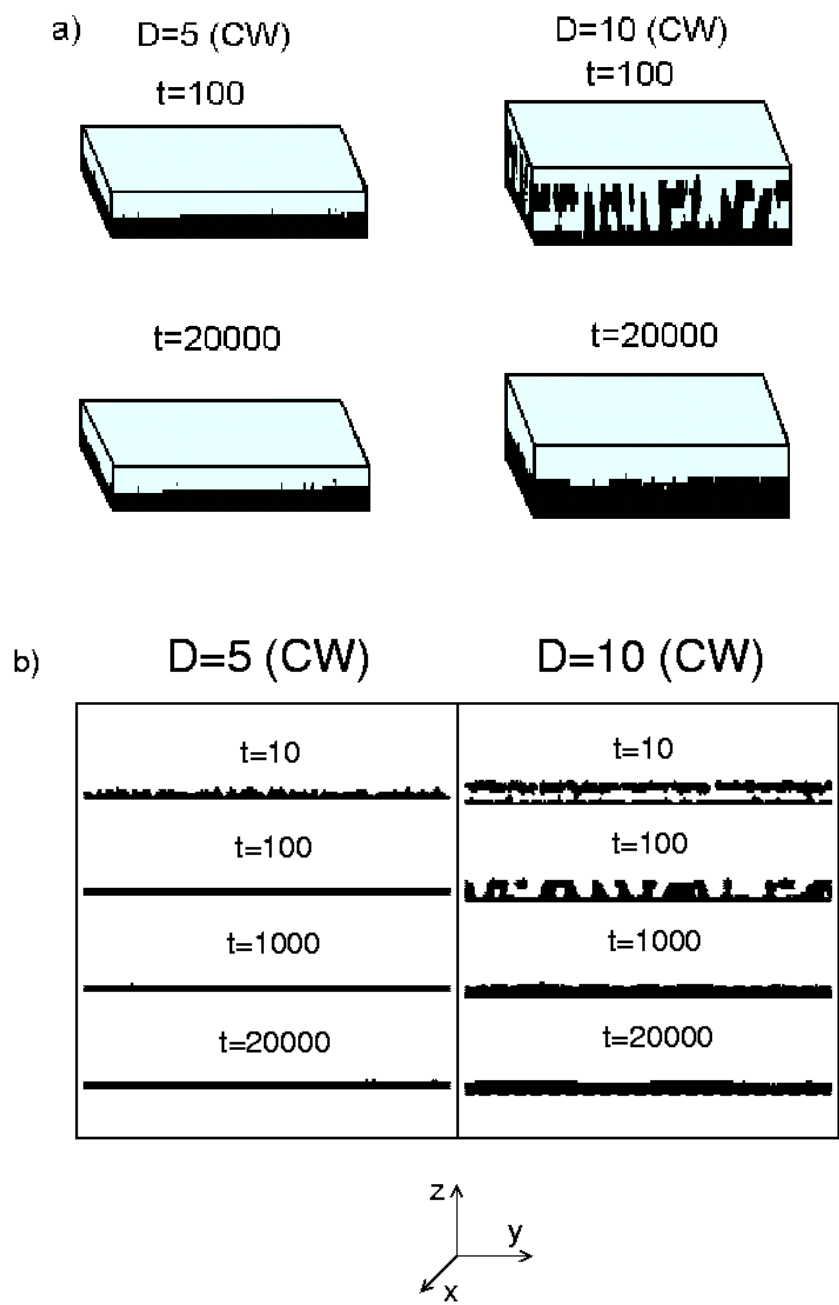 a) D=5 (CW) D=10 (CW)
t=100 t=100
t=20000 t=20000
b) D=5 (CW) D=10 (CW)
t=10 t=10
t=100 t=100
t=1000 t=1000
t=20000 t=20000
z
y
x